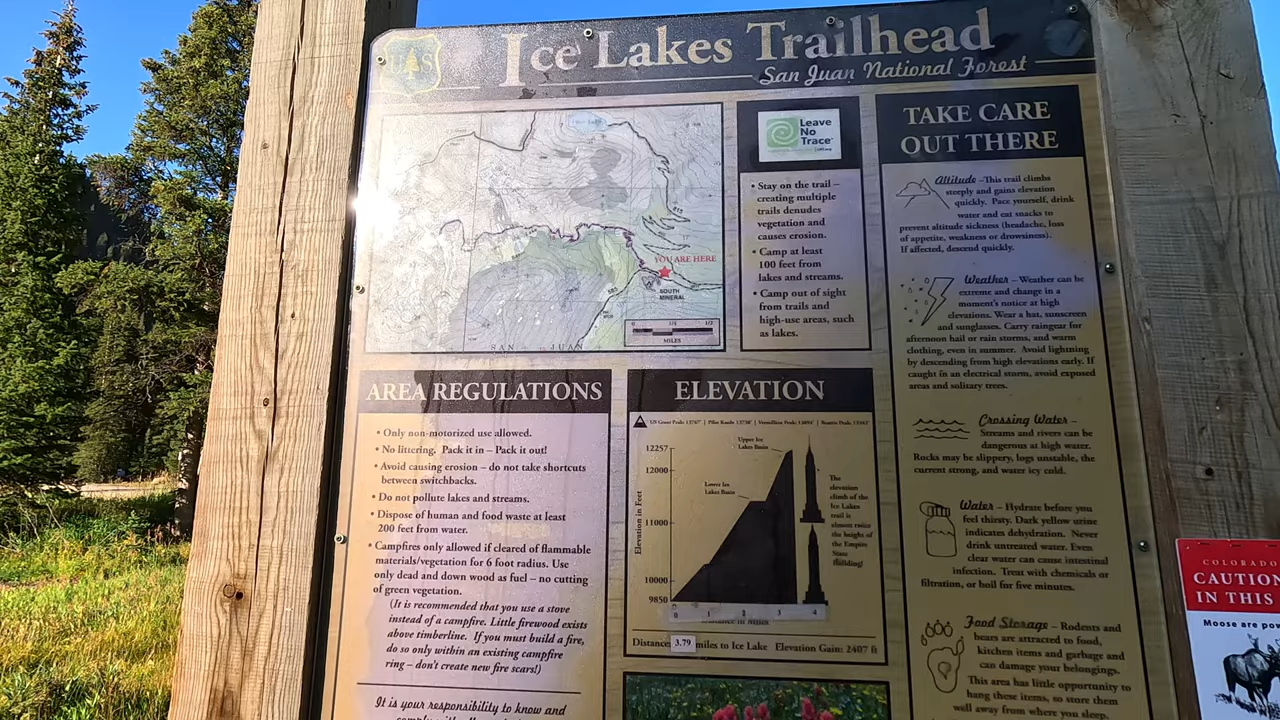 Ice Lakes Trailhead
San Juan National Forest
U S
YOU ARE HERE
SOUTH
MINERAL
SAN JUAN
0 1/4 1/2
MILES
Leave
No
Trace
• Stay on the trail –
creating multiple
trails denudes
vegetation and
causes erosion.
• Camp at least
100 feet from
lakes and streams.
• Camp out of sight
from trails and
high-use areas, such
as lakes.
TAKE CARE
OUT THERE
Altitude – This trail climbs
steeply and gains elevation
quickly. Pace yourself, drink
water and eat snacks to
prevent altitude sickness (headache, loss
of appetite, weakness or drowsiness).
If affected, descend quickly.
Weather – Weather can be
extreme and change in a
moment's notice at high
elevations. Wear a hat, sunscreen
and sunglasses. Carry raingear for
afternoon hail or rain storms, and warm
clothing, even in summer. Avoid lightning
by descending from high elevations early. If
caught in an electrical storm, avoid exposed
areas and solitary trees.
Crossing Water –
Streams and rivers can be
dangerous at high water.
Rocks may be slippery, logs unstable, the
current strong, and water icy cold.
Water – Hydrate before you
feel thirsty. Dark yellow urine
indicates dehydration. Never
drink untreated water. Even
clear water can cause intestinal
infection. Treat with chemicals or
filtration, or boil for five minutes.
Food Storage – Rodents and
bears are attracted to food,
kitchen items and garbage and
can damage your belongings.
This area has little opportunity to
hang these items, so store them
well away from where you sleep.
AREA REGULATIONS
• Only non-motorized use allowed.
• No littering. Pack it in – Pack it out!
• Avoid causing erosion – do not take shortcuts
between switchbacks.
• Do not pollute lakes and streams.
• Dispose of human and food waste at least
200 feet from water.
• Campfires only allowed if cleared of flammable
materials/vegetation for 6 foot radius. Use
only dead and down wood as fuel – no cutting
of green vegetation.
(It is recommended that you use a stove
instead of a campfire. Little firewood exists
above timberline. If you must build a fire,
do so only within an existing campfire
ring – don't create new fire scars!)
It is your responsibility to know and
ELEVATION
Upper Ice
Lakes Basin
Lower Ice
Lakes Basin
12257
12000
11000
10000
9850
Elevation in Feet
0 1 2 3 4
Distance in Miles
The
elevation
climb of the
Ice Lakes
trail is
almost twice
the height of
the Empire
State
Building!
Distance: 3.79 miles to Ice Lake Elevation Gain: 2407 ft
COLORADO
CAUTION
IN THIS
Moose are pow